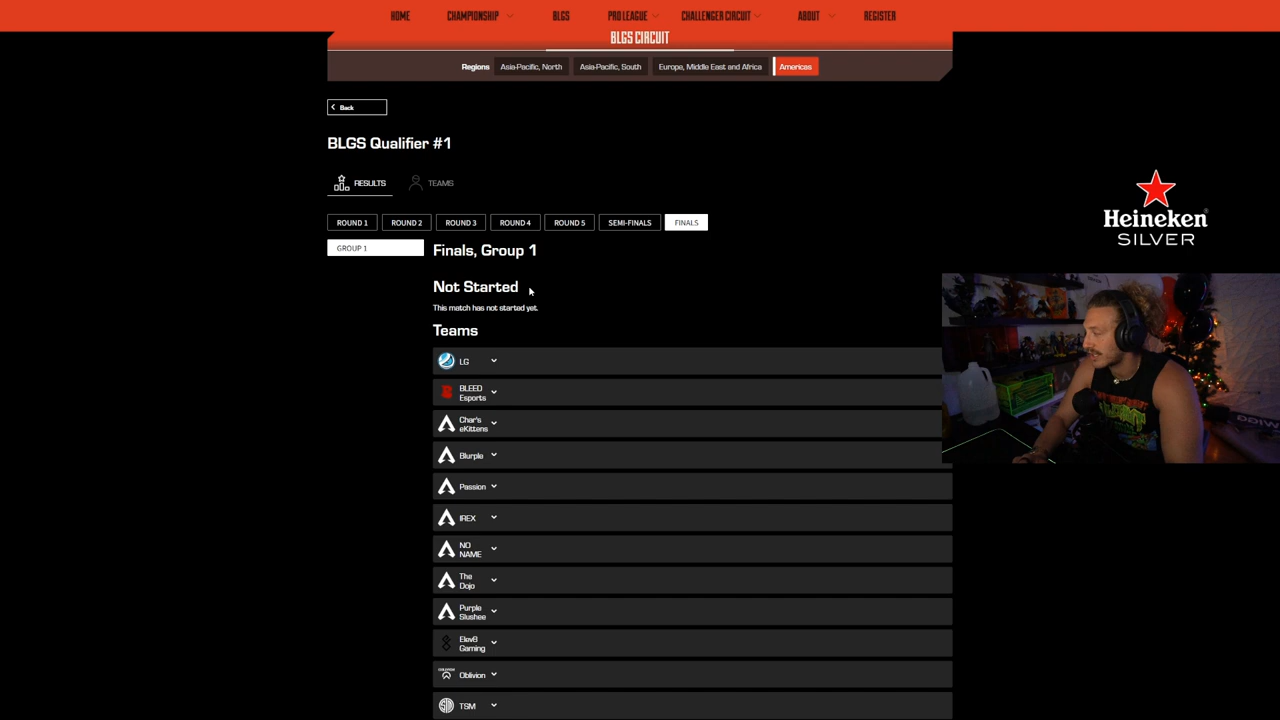 HOME CHAMPIONSHIP BLGS PRO LEAGUE CHALLENGER CIRCUIT ABOUT REGISTER
BLGS CIRCUIT
Regions Asia-Pacific, North Asia-Pacific, South Europe, Middle East and Africa Americas
Back
BLGS Qualifier #1
RESULTS TEAMS
ROUND 1 ROUND 2 ROUND 3 ROUND 4 ROUND 5 SEMI-FINALS FINALS
GROUP 1
Finals, Group 1
Not Started
This match has not started yet.
Teams
LG
BLEED
Esports
Char's
eKittens
Blurple
Passion
IREX
NO
NAME
The
Dojo
Purple
Slushee
Elev8
Gaming
Oblivion
TSM
Heineken®
SILVER